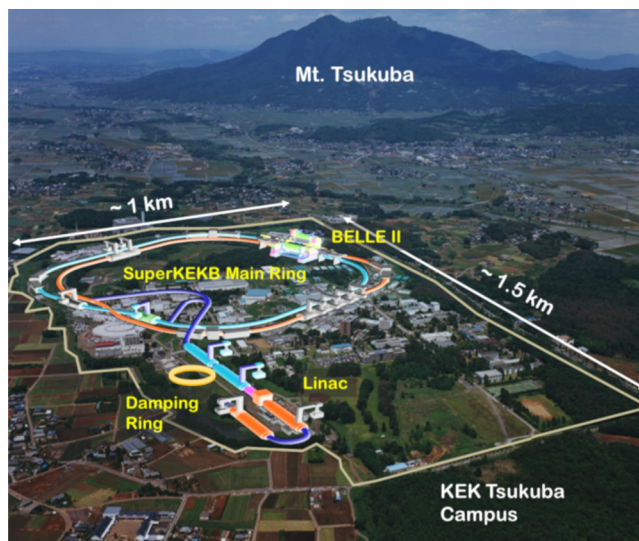 Mt. Tsukuba
~ 1 km
BELLE II
SuperKEKB Main Ring
~ 1.5 km
Linac
Damping
Ring
KEK Tsukuba
Campus